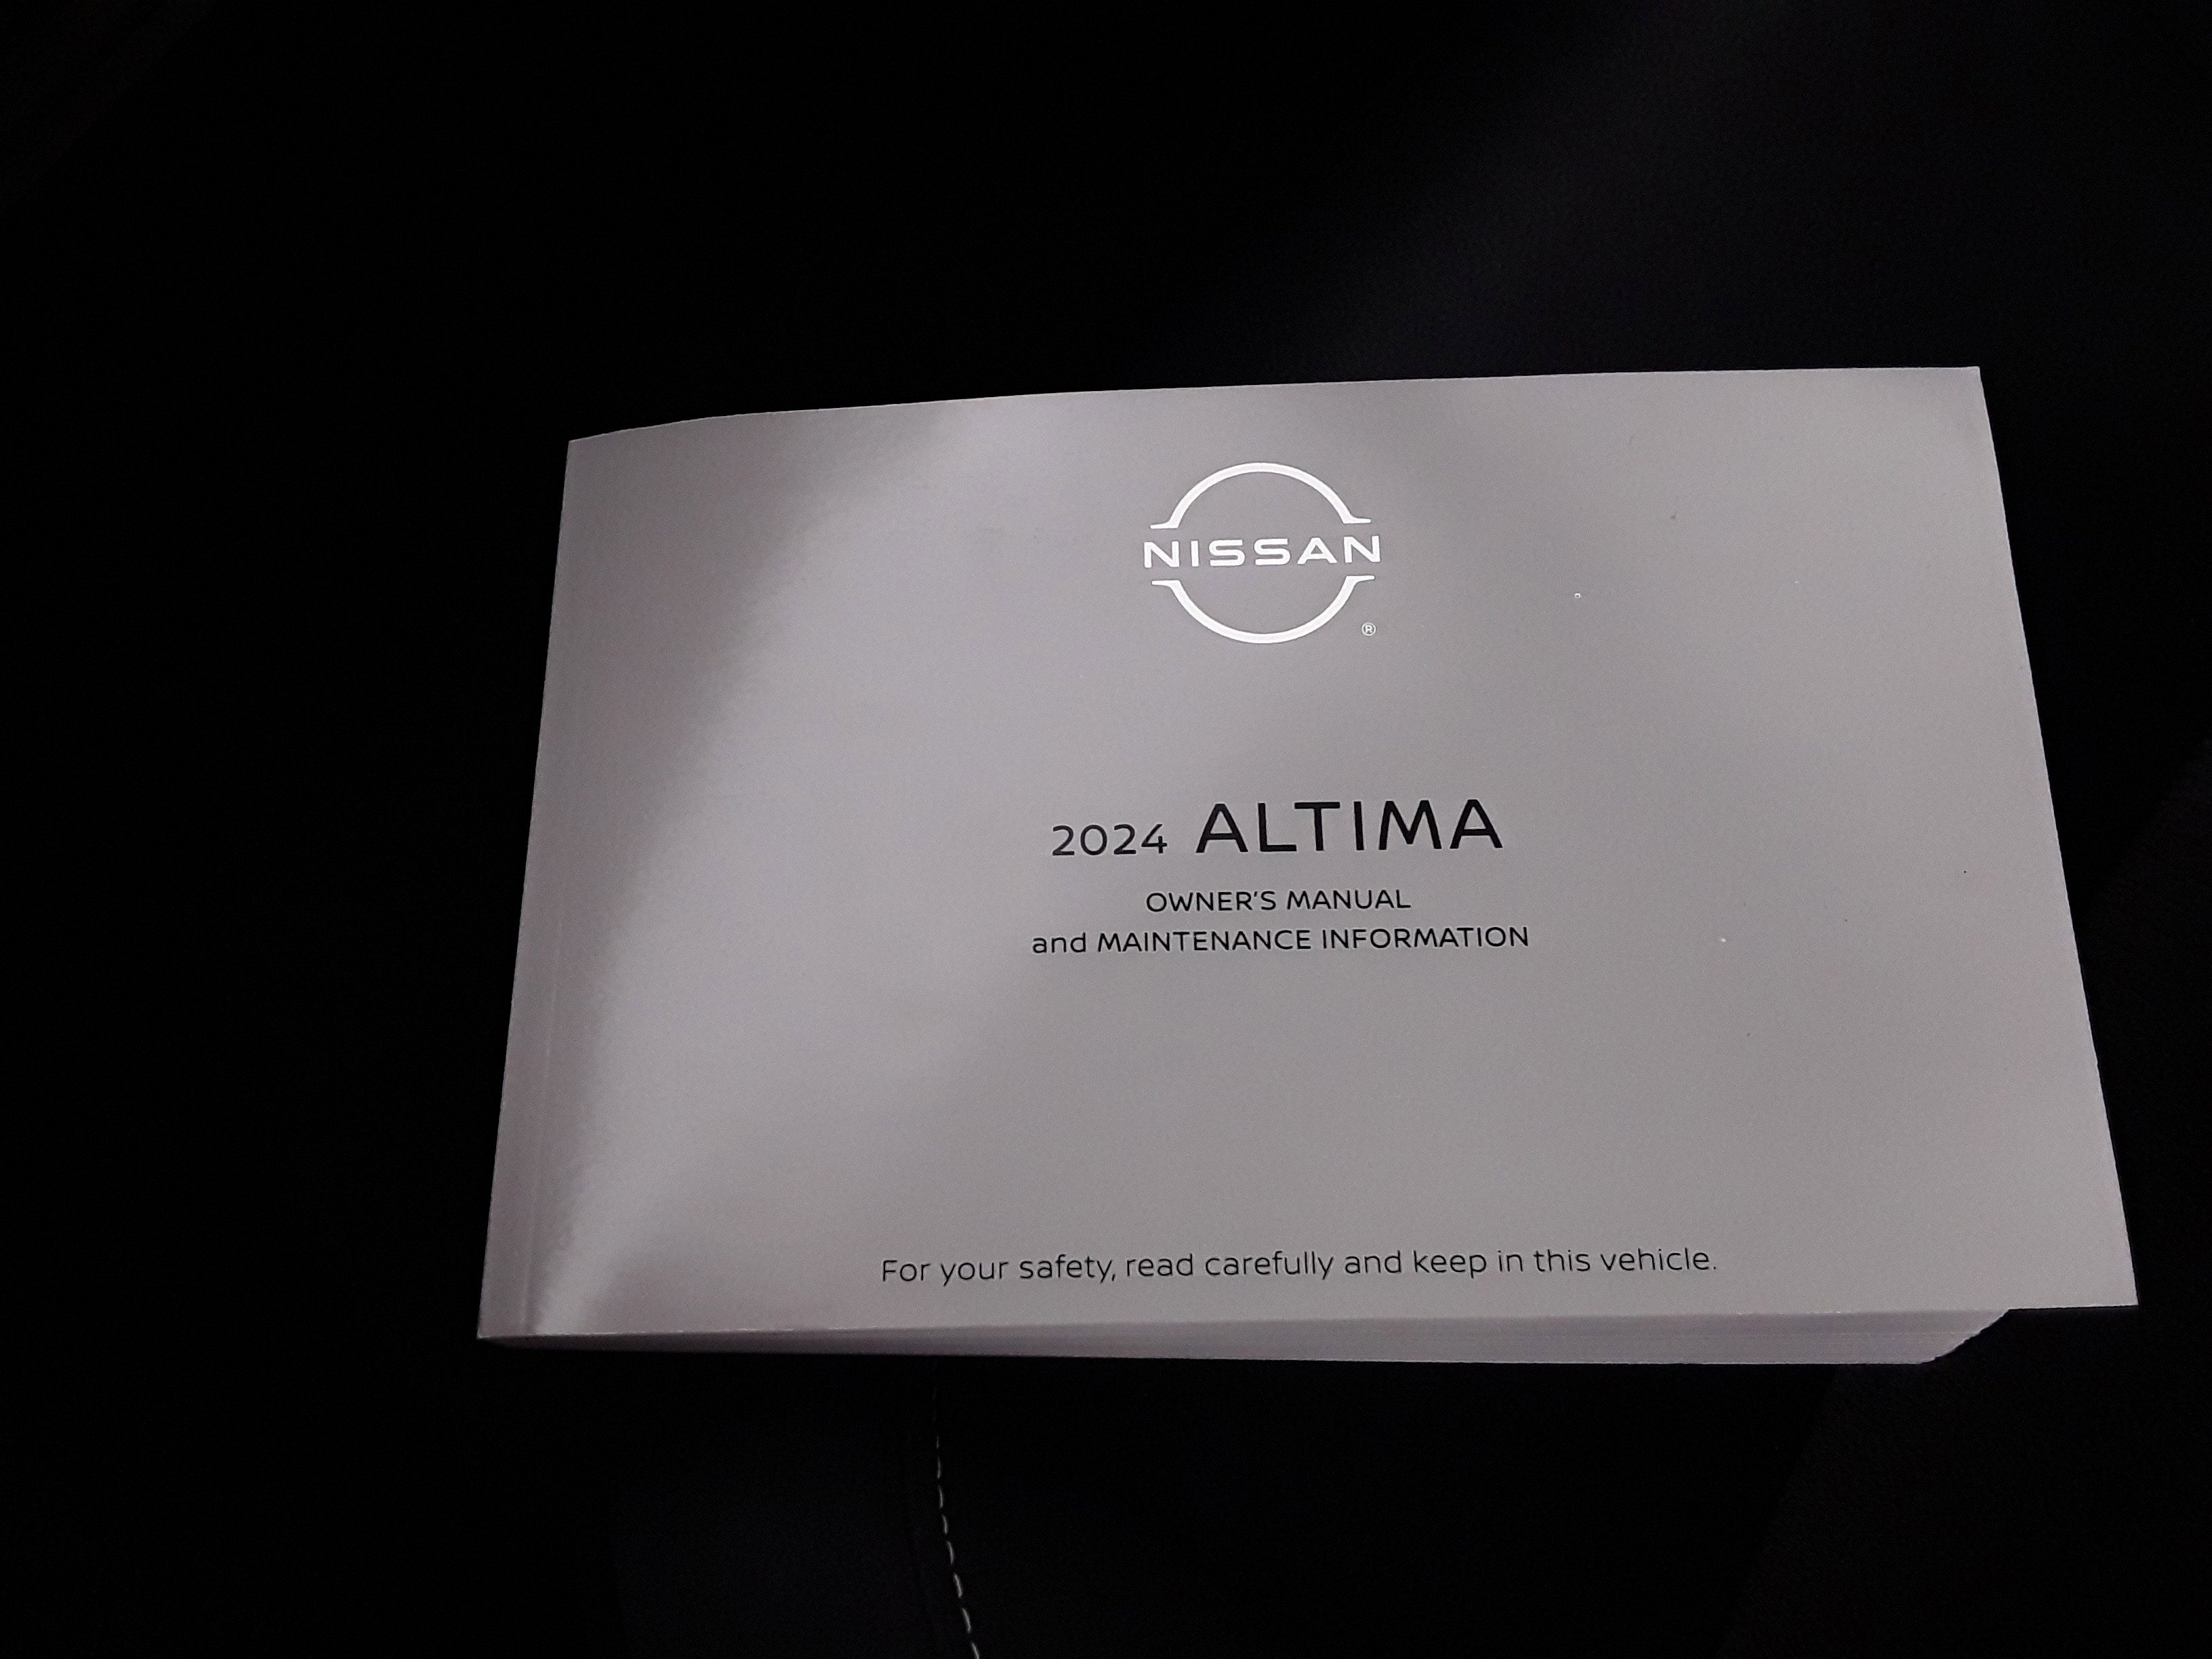 NISSAN
®
2024 ALTIMA
OWNER'S MANUAL
and MAINTENANCE INFORMATION
For your safety, read carefully and keep in this vehicle.